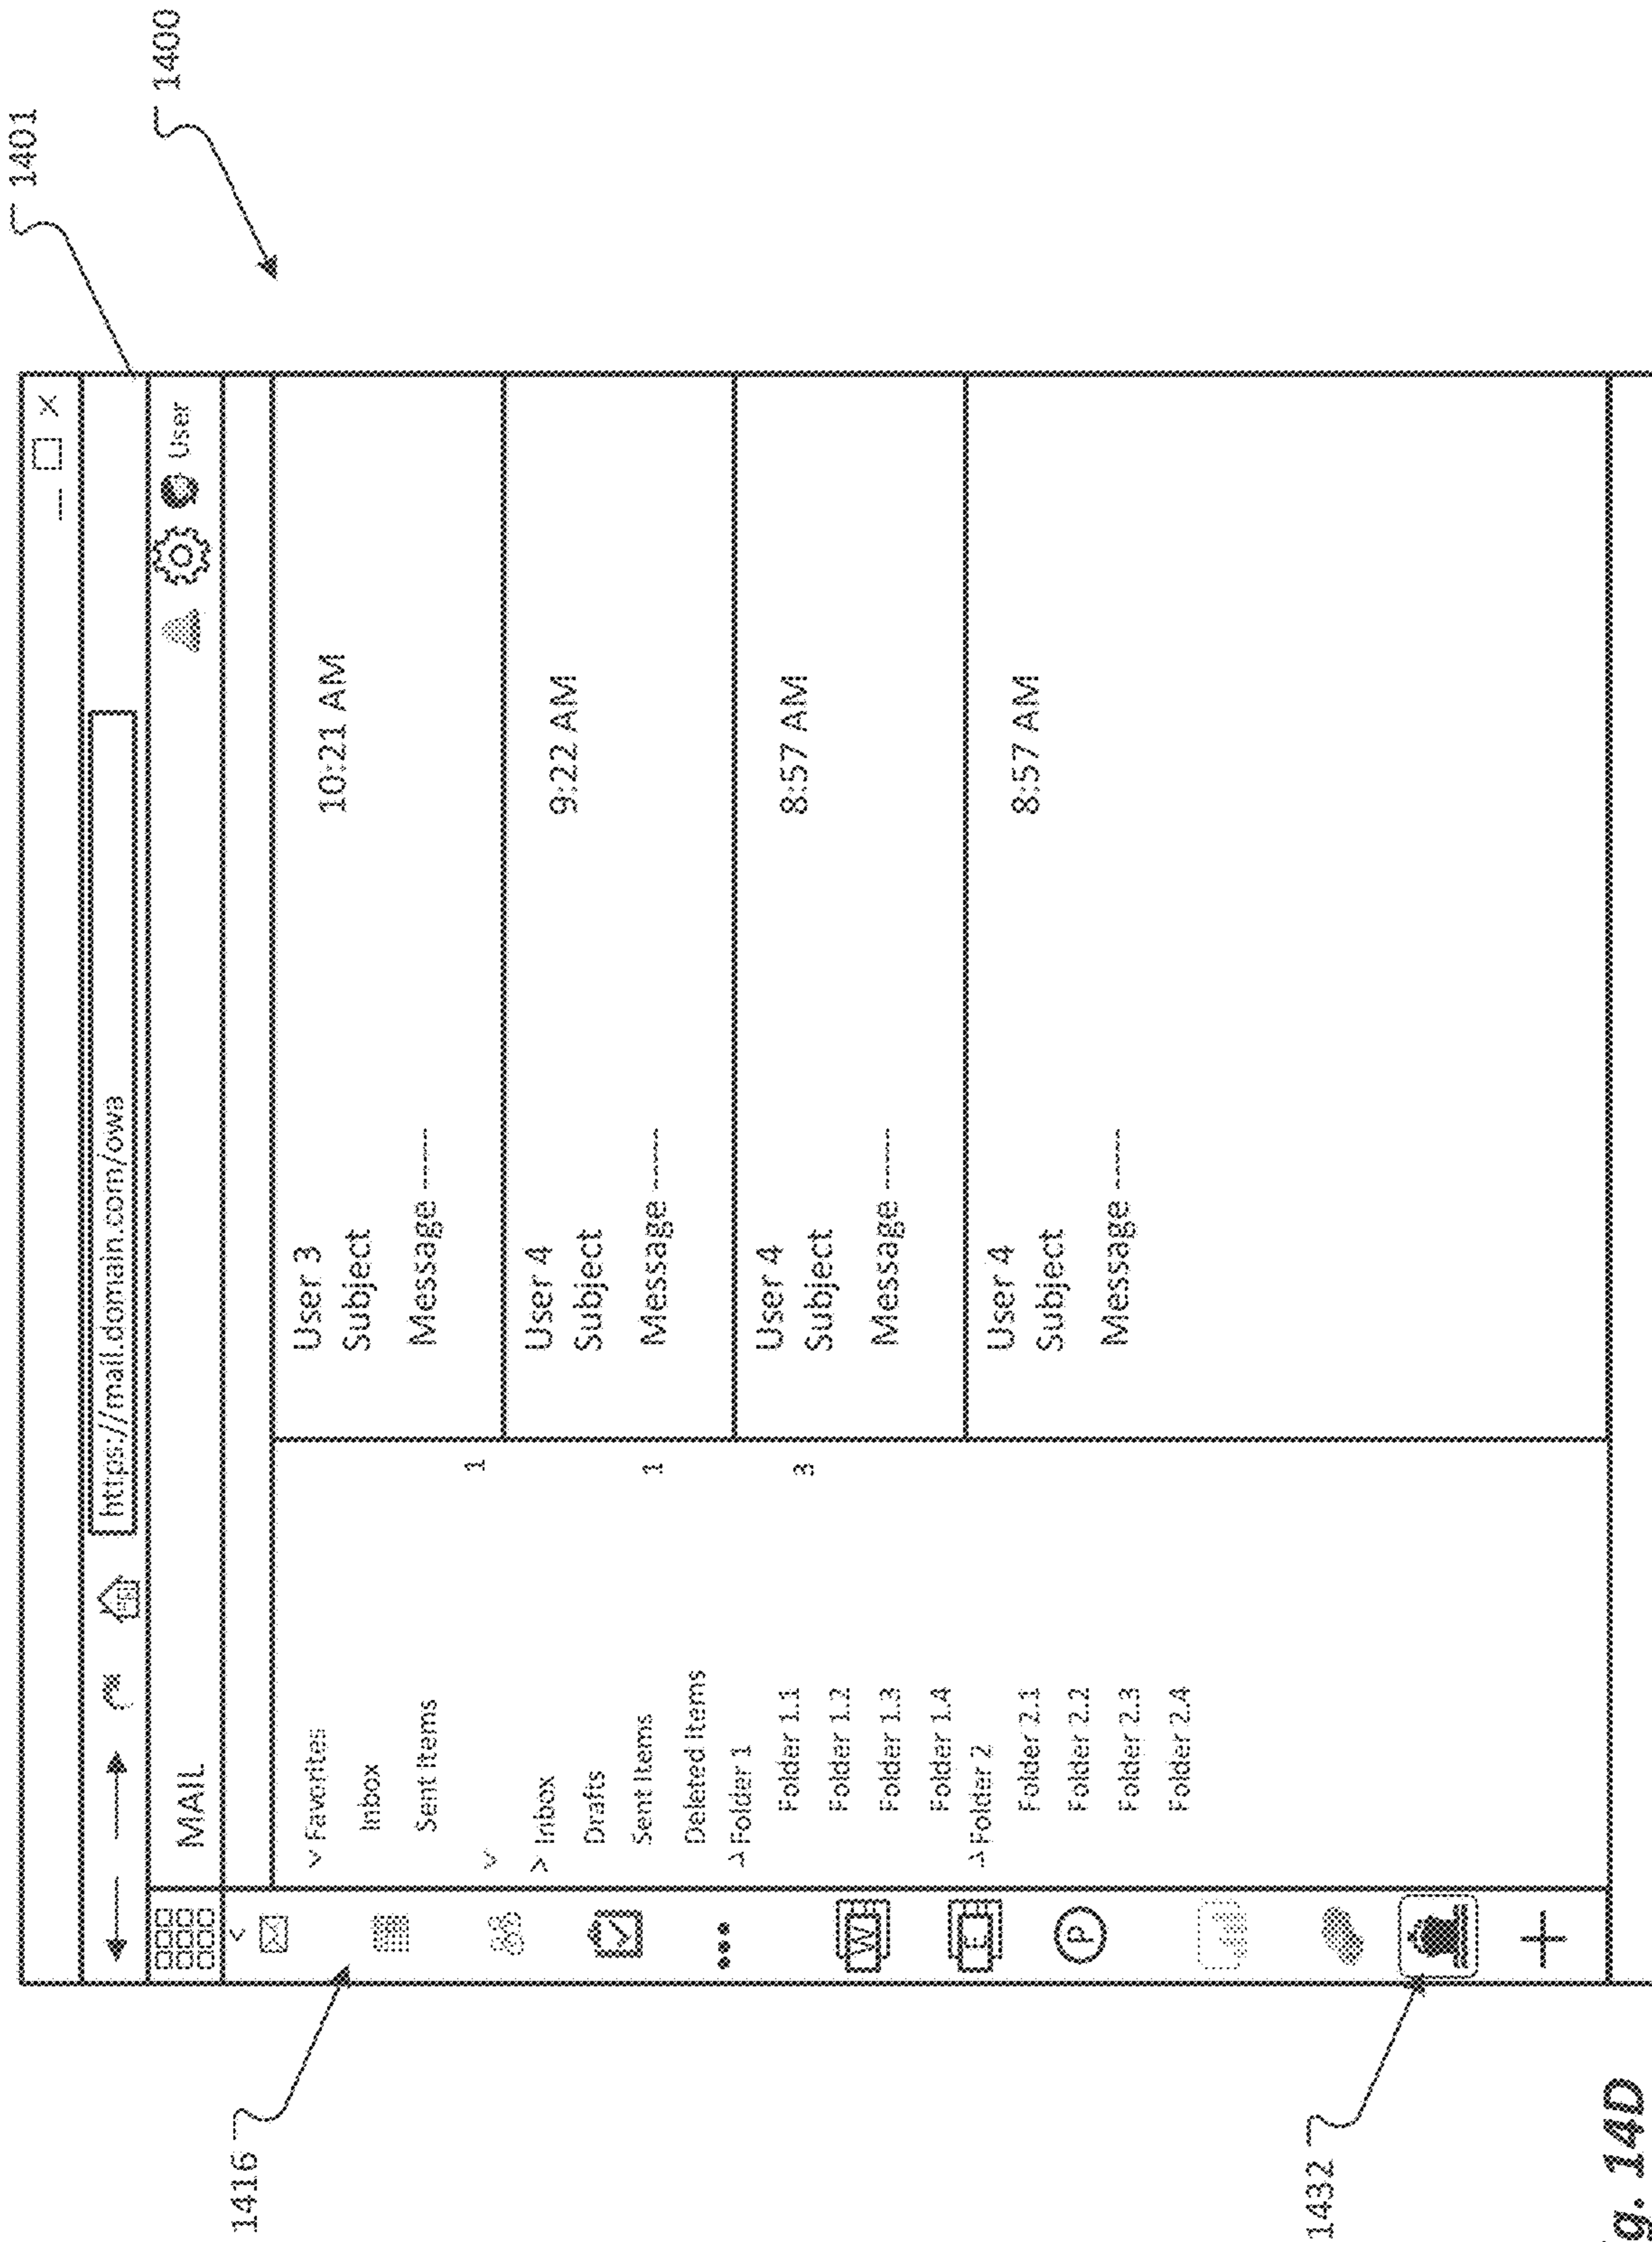 1401
1400
https://mail.domain.com/owa
MAIL
User
1416
Favorites
Inbox
Sent Items
1
Inbox
Drafts
Sent Items
1
Deleted Items
Folder 1
Folder 1.1
3
Folder 1.2
Folder 1.3
Folder 1.4
Folder 2
Folder 2.1
Folder 2.2
Folder 2.3
Folder 2.4
W
E
P
User 3
Subject
10:21 AM
Message ------
User 4
Subject
9:22 AM
Message ------
User 4
Subject
8:57 AM
Message ------
User 4
Subject
8:57 AM
Message ------
1432
g. 14D